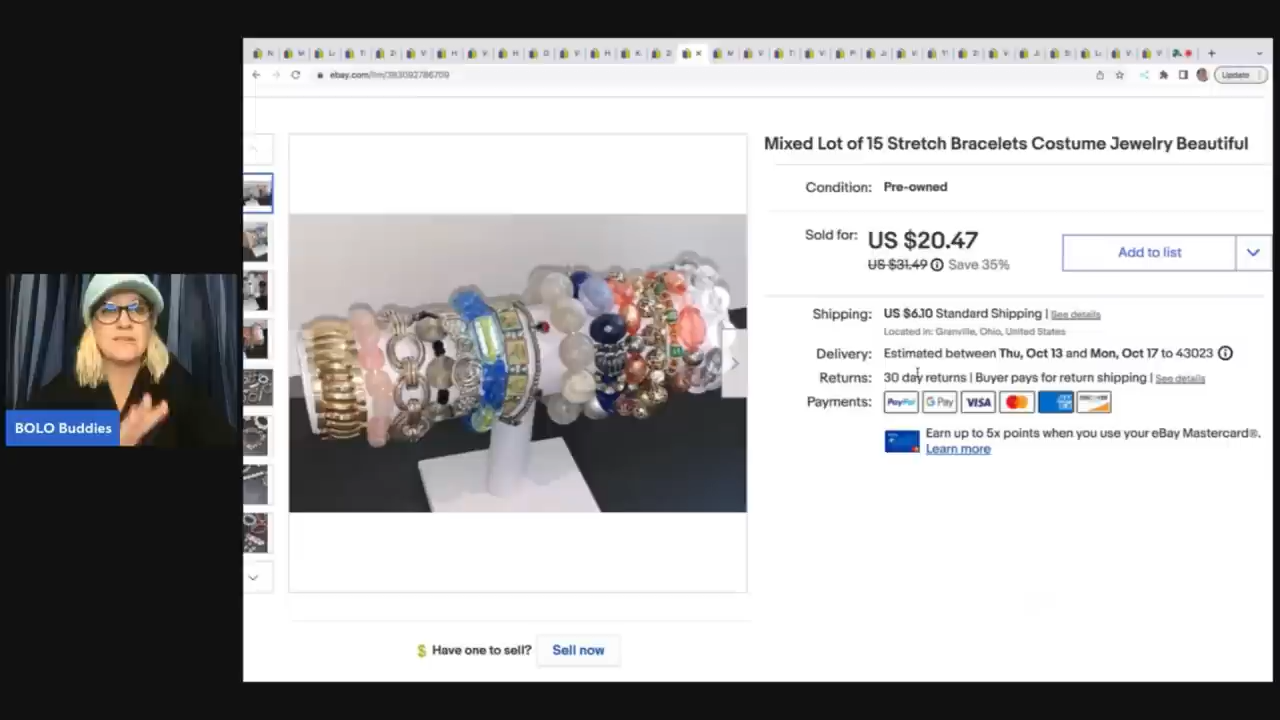 ebay.com/itm/383092786709
Update
Mixed Lot of 15 Stretch Bracelets Costume Jewelry Beautiful
Condition: Pre-owned
Sold for: US $20.47
US $31.49 Save 35%
Add to list
Shipping: US $6.10 Standard Shipping | See details
Located in: Granville, Ohio, United States
Delivery: Estimated between Thu, Oct 13 and Mon, Oct 17 to 43023
Returns: 30 day returns | Buyer pays for return shipping | See details
Payments: PayPal G Pay VISA
Earn up to 5x points when you use your eBay Mastercard®.
Learn more
BOLO Buddies
$ Have one to sell? Sell now